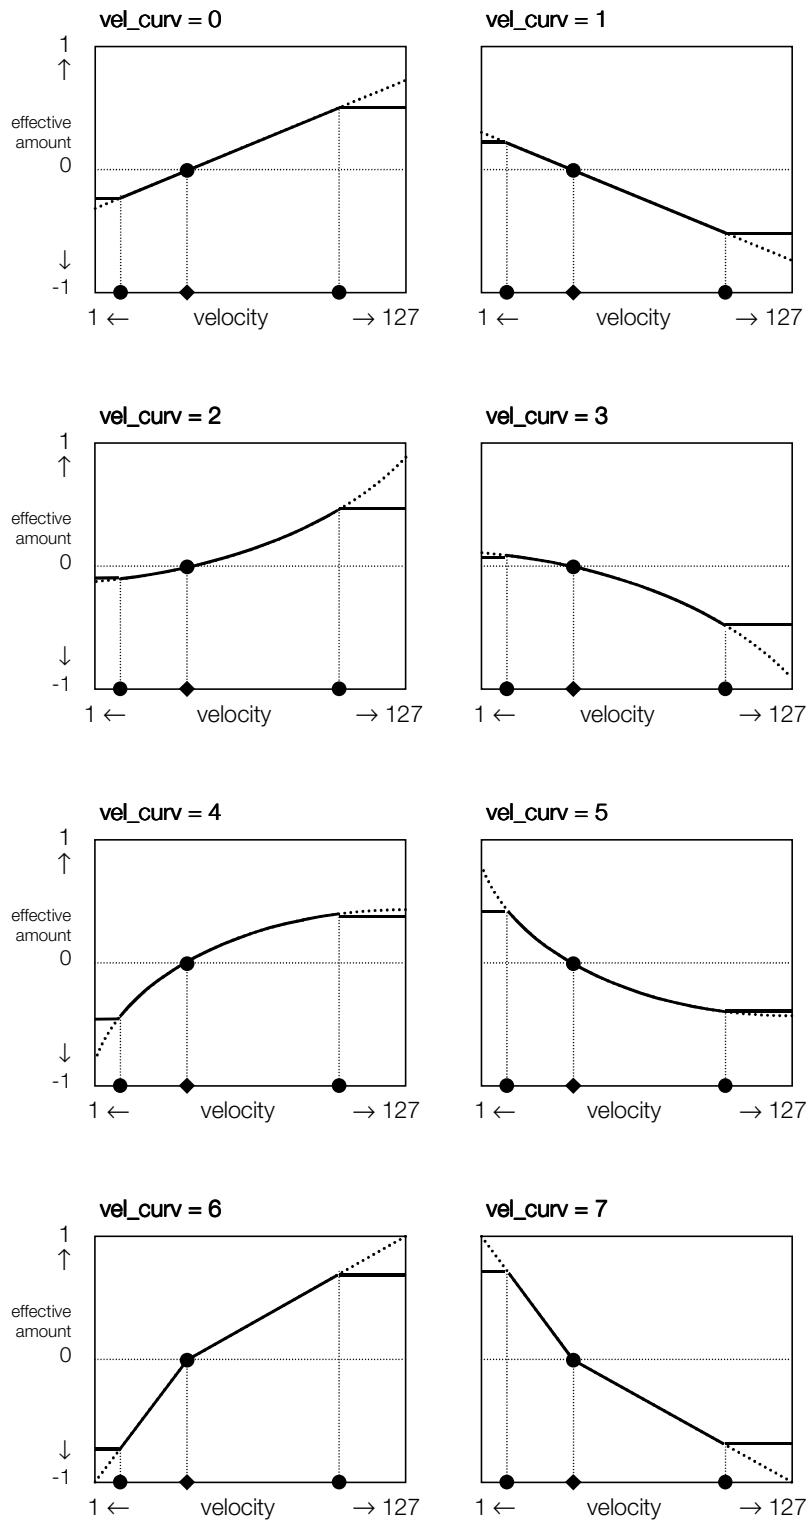 vel_curv = 0
1
↑
effective
amount
0
↓
-1
1 ← velocity → 127
vel_curv = 1
1 ← velocity → 127
vel_curv = 2
1
↑
effective
amount
0
↓
-1
1 ← velocity → 127
vel_curv = 3
1 ← velocity → 127
vel_curv = 4
1
↑
effective
amount
0
↓
-1
1 ← velocity → 127
vel_curv = 5
1 ← velocity → 127
vel_curv = 6
1
↑
effective
amount
0
↓
-1
1 ← velocity → 127
vel_curv = 7
1 ← velocity → 127